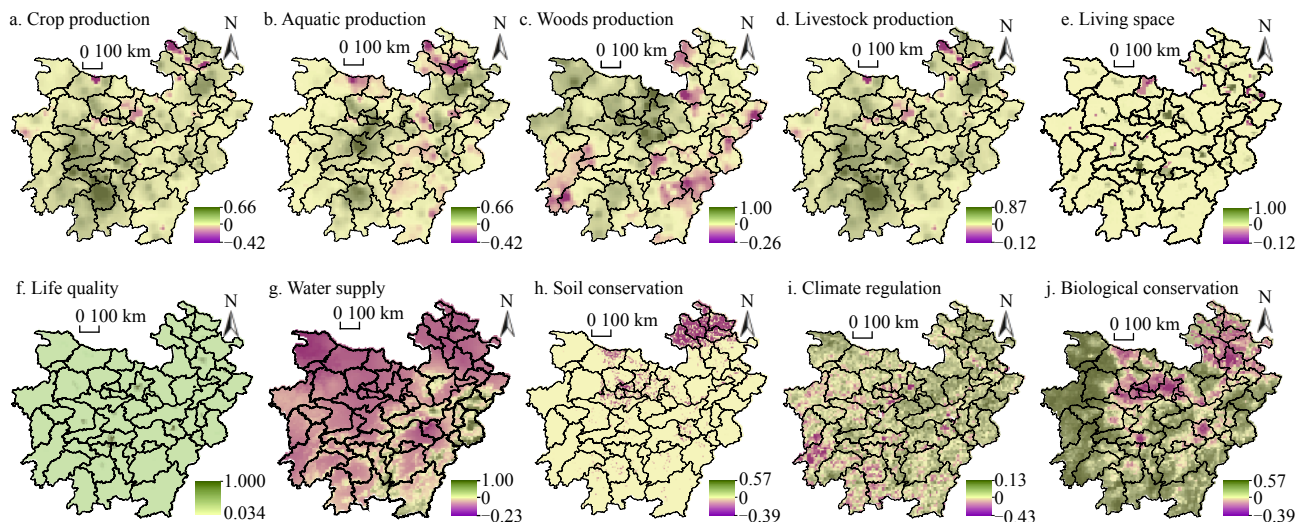 a. Crop production
N
0 100 km
0.66
0
−0.42
b. Aquatic production
N
0 100 km
0.66
0
−0.42
c. Woods production
N
0 100 km
1.00
0
−0.26
d. Livestock production
N
0 100 km
0.87
0
−0.12
e. Living space
N
0 100 km
1.00
0
−0.12
f. Life quality
N
0 100 km
1.000
0.034
g. Water supply
N
0 100 km
1.00
0
−0.23
h. Soil conservation
N
0 100 km
0.57
0
−0.39
i. Climate regulation
N
0 100 km
0.13
0
−0.43
j. Biological conservation
N
0 100 km
0.57
0
−0.39